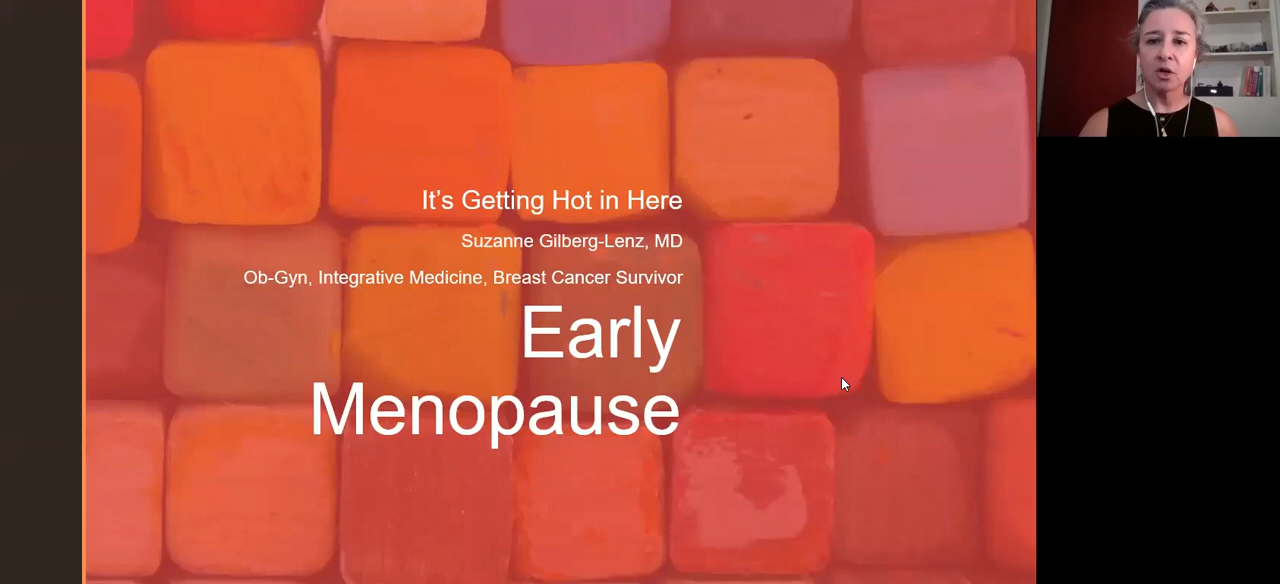 It’s Getting Hot in Here
Suzanne Gilberg-Lenz, MD
Ob-Gyn, Integrative Medicine, Breast Cancer Survivor
Early
Menopause